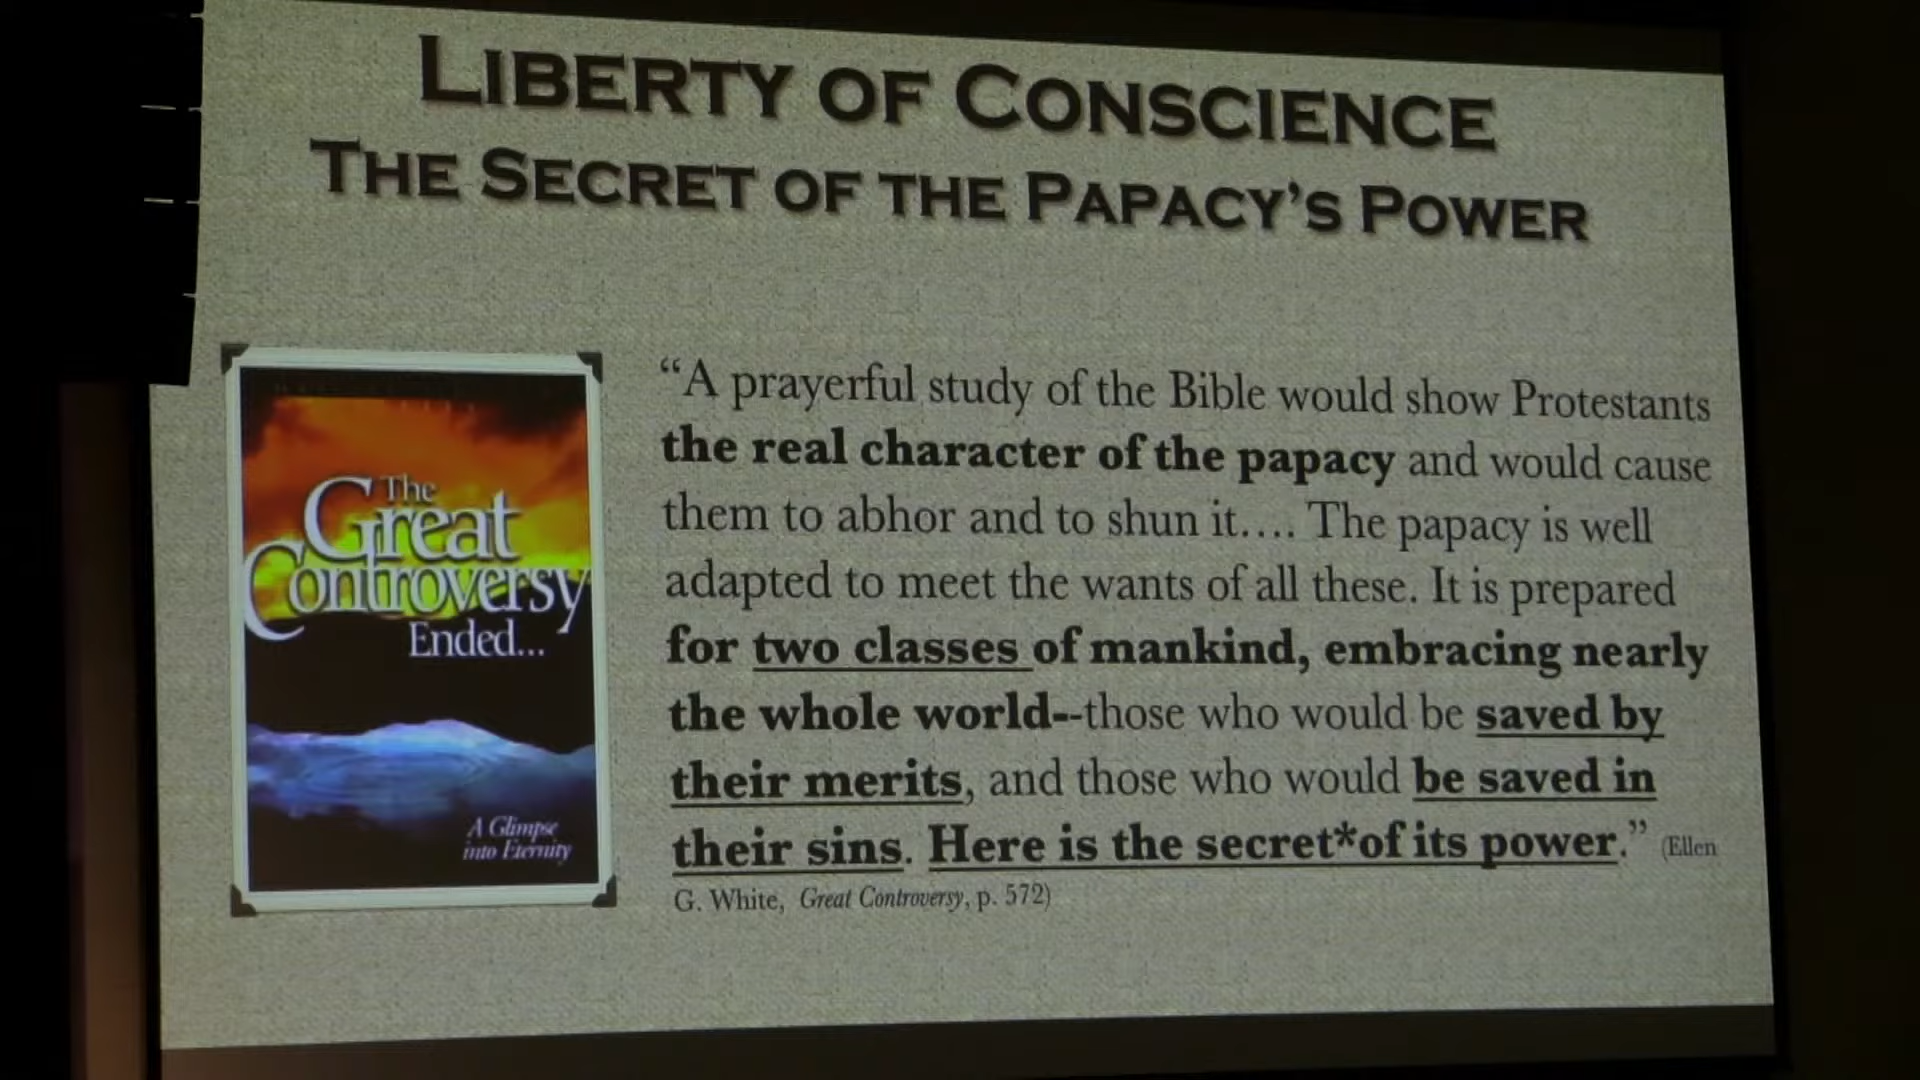 LIBERTY OF CONSCIENCE
THE SECRET OF THE PAPACY'S POWER
The
Great
Controversy
Ended...
A Glimpse
into Eternity
“A prayerful study of the Bible would show Protestants
the real character of the papacy and would cause
them to abhor and to shun it.... The papacy is well
adapted to meet the wants of all these. It is prepared
for two classes of mankind, embracing nearly
the whole world--those who would be saved by
their merits, and those who would be saved in
their sins. Here is the secret*of its power.” (Ellen
G. White, Great Controversy, p. 572)